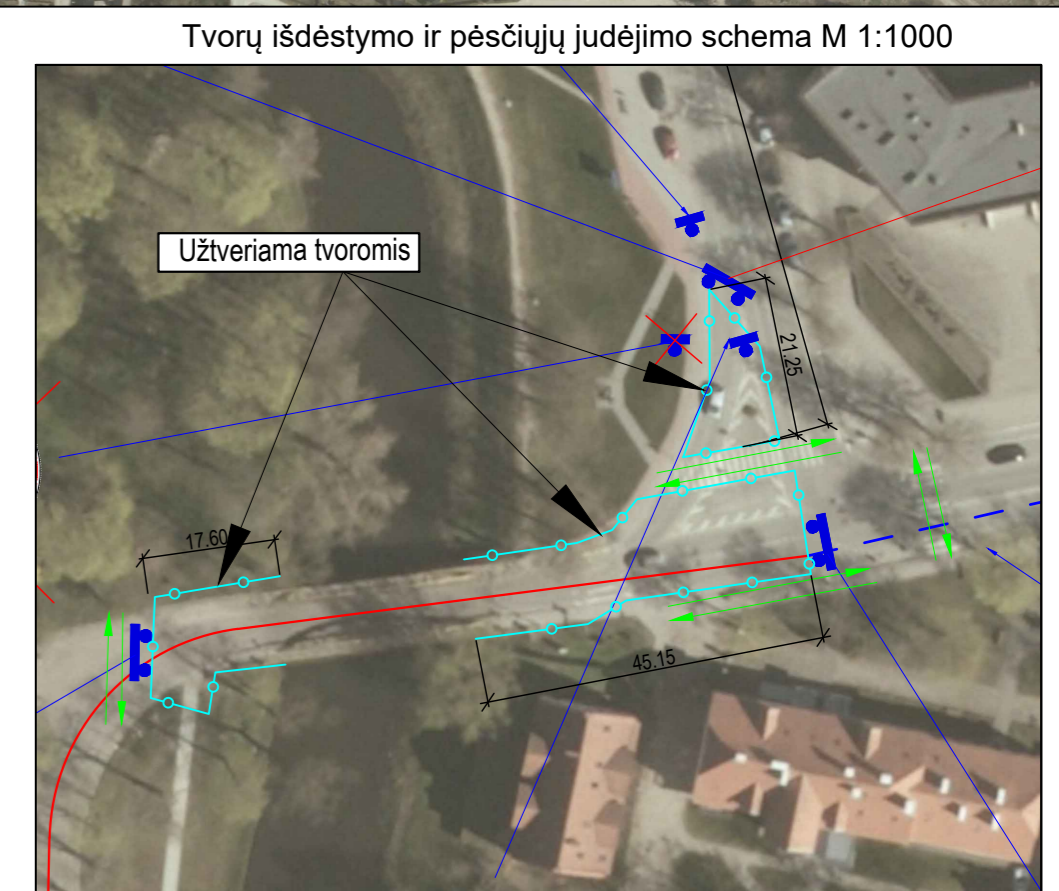 Tvorų išdėstymo ir pėsčiųjų judėjimo schema M 1:1000
Užtveriama tvoromis
21.25
17.60
45.15